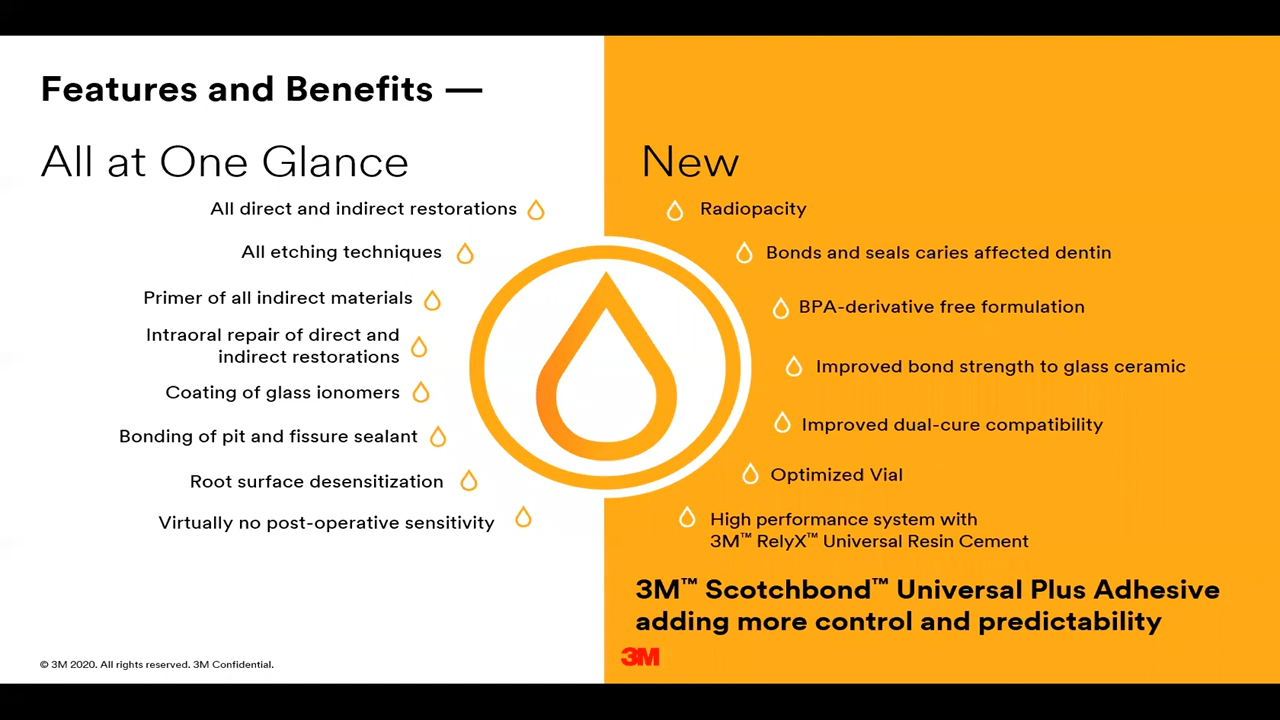 Features and Benefits —
All at One Glance
All direct and indirect restorations
All etching techniques
Primer of all indirect materials
Intraoral repair of direct and
indirect restorations
Coating of glass ionomers
Bonding of pit and fissure sealant
Root surface desensitization
Virtually no post-operative sensitivity
© 3M 2020. All rights reserved. 3M Confidential.
New
Radiopacity
Bonds and seals caries affected dentin
BPA-derivative free formulation
Improved bond strength to glass ceramic
Improved dual-cure compatibility
Optimized Vial
High performance system with
3M™ RelyX™ Universal Resin Cement
3M™ Scotchbond™ Universal Plus Adhesive
adding more control and predictability
3M